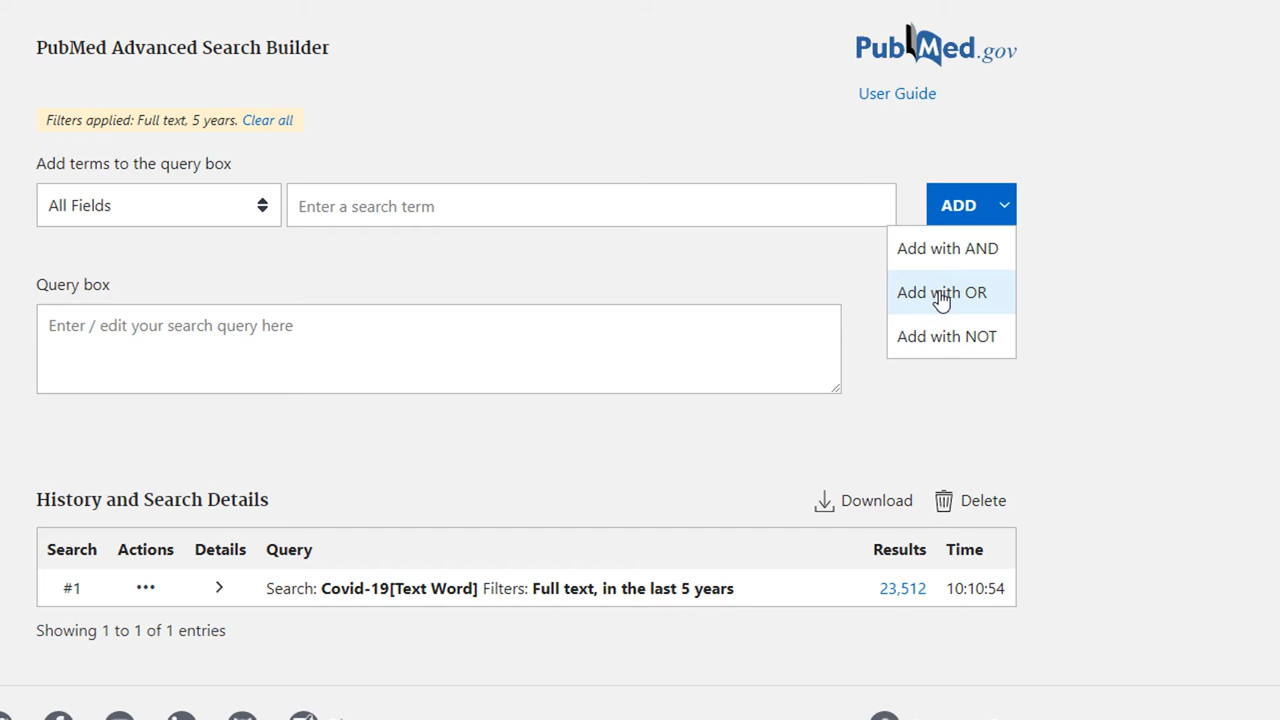 PubMed Advanced Search Builder
PubMed.gov
User Guide
Filters applied: Full text, 5 years. Clear all
Add terms to the query box
All Fields
Enter a search term
ADD
Add with AND
Add with OR
Add with NOT
Query box
Enter / edit your search query here
History and Search Details
Download
Delete
Search Actions Details Query Results Time
#1 ••• Search: Covid-19[Text Word] Filters: Full text, in the last 5 years 23,512 10:10:54
Showing 1 to 1 of 1 entries